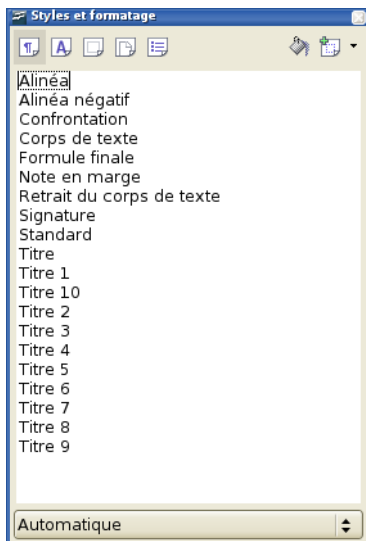 Styles et formatage
Alinéa
Alinéa négatif
Confrontation
Corps de texte
Formule finale
Note en marge
Retrait du corps de texte
Signature
Standard
Titre
Titre 1
Titre 10
Titre 2
Titre 3
Titre 4
Titre 5
Titre 6
Titre 7
Titre 8
Titre 9
Automatique